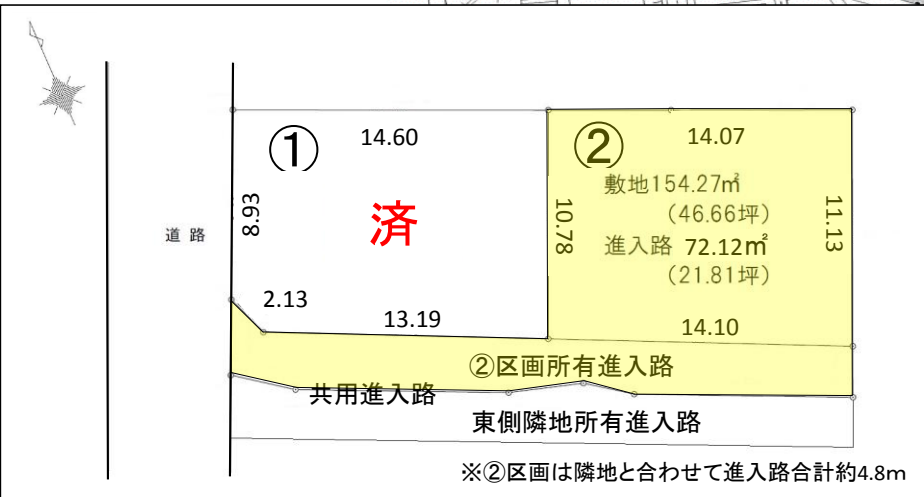 ①
14.60
②
14.07
敷地154.27㎡
(46.66坪)
進入路 72.12㎡
(21.81坪)
道 路
8.93
済
10.78
11.13
2.13
13.19
14.10
②区画所有進入路
共用進入路
東側隣地所有進入路
※②区画は隣地と合わせて進入路合計約4.8m